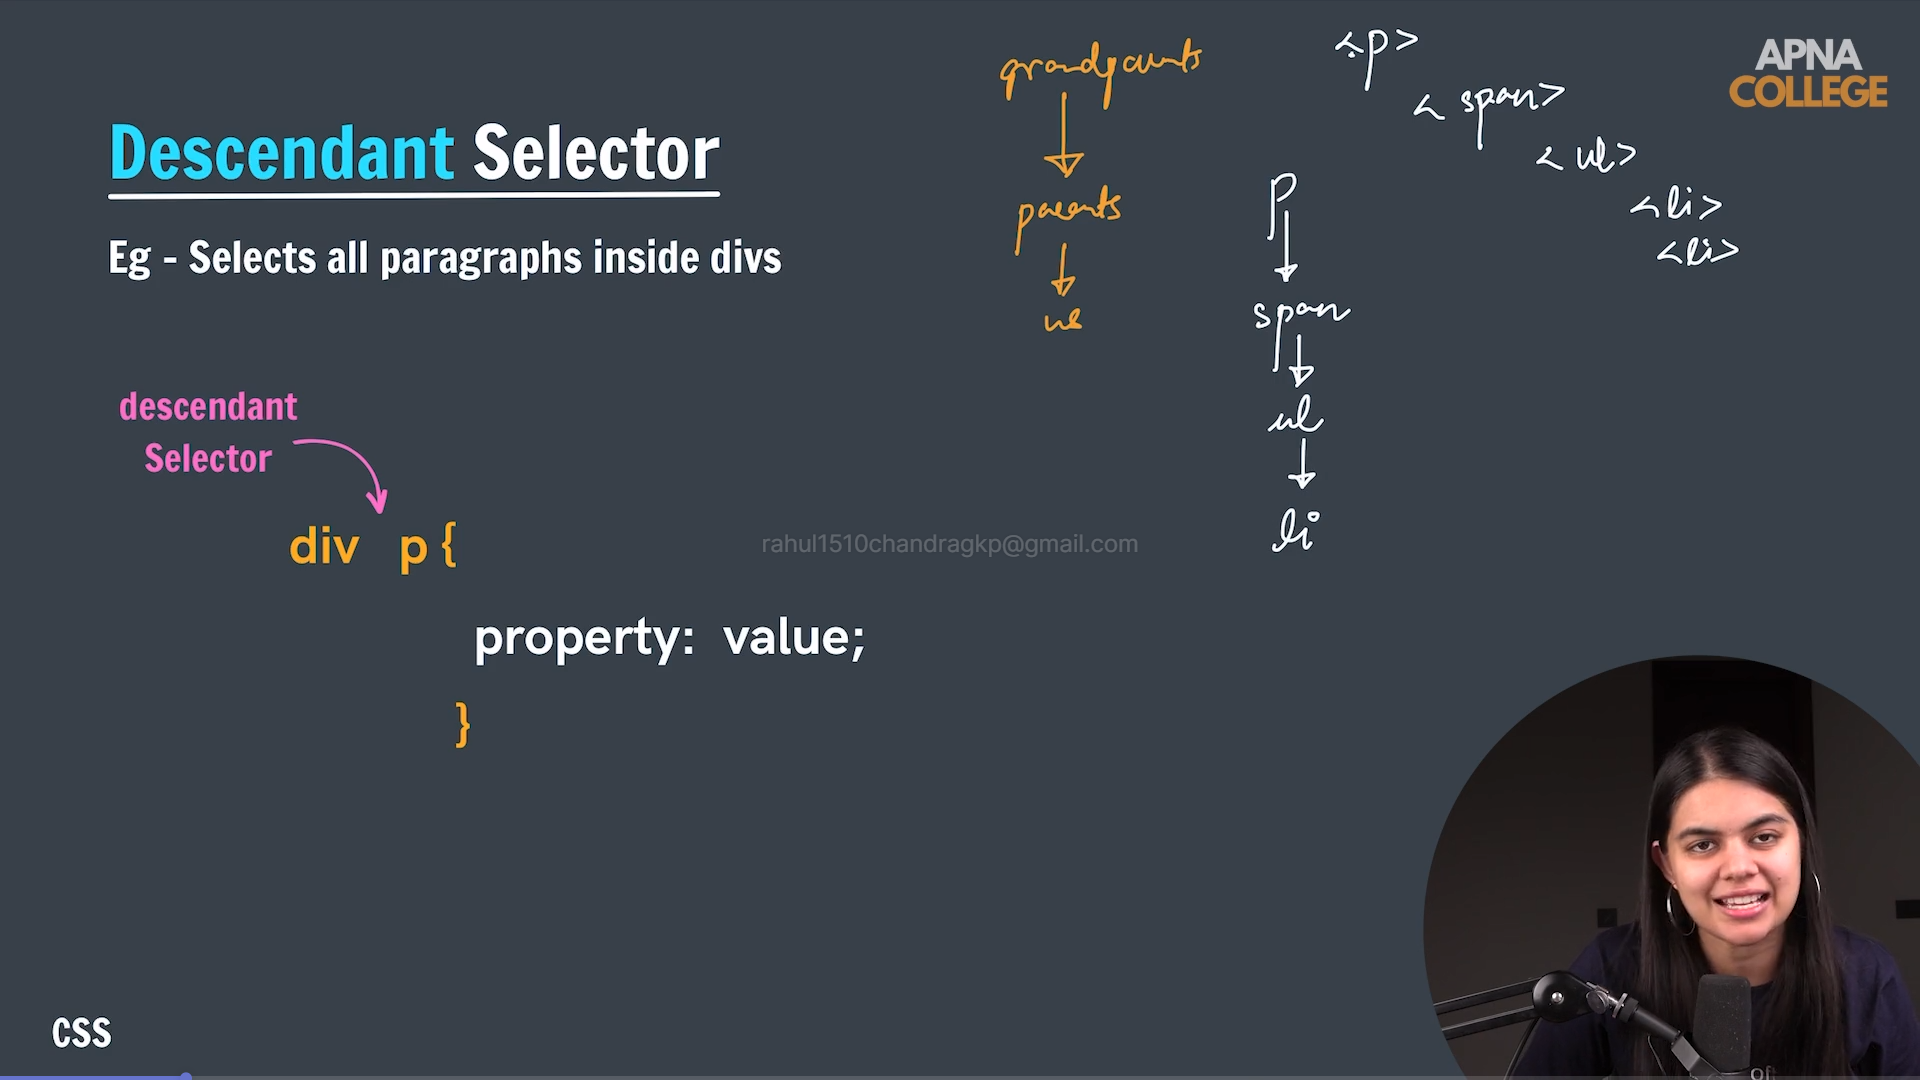 APNA
COLLEGE
Descendant Selector
Eg - Selects all paragraphs inside divs
descendant
Selector
div p {
property: value;
}
grandparents
parents
us
<p>
<span>
<ul>
<li>
<li>
p
span
ul
li
rahul1510chandragkp@gmail.com
CSS